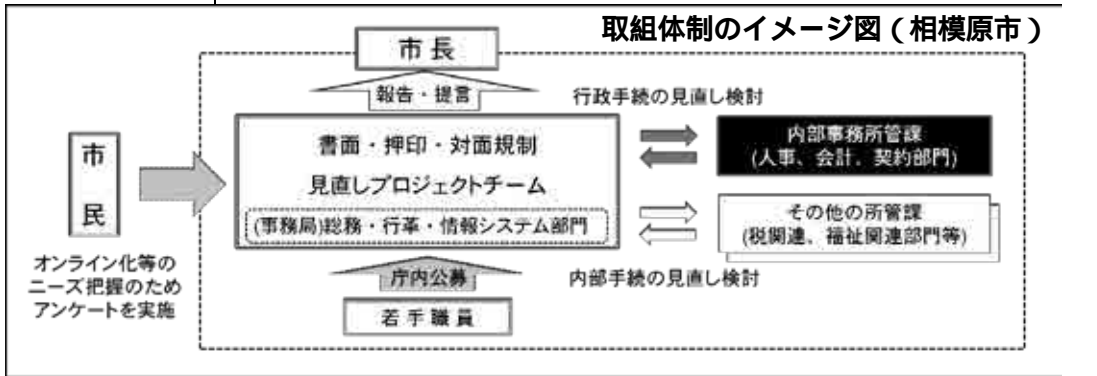 取組体制のイメージ図（相模原市）
市長
報告・提言
行政手続の見直し検討
市民
書面・押印・対面規制
見直しプロジェクトチーム
(事務局)総務・行革・情報システム部門
内部事務所管課
(人事、会計、契約部門)
その他の所管課
(税関連、福祉関連部門等)
オンライン化等の
ニーズ把握のため
アンケートを実施
庁内公募
内部手続の見直し検討
若手職員